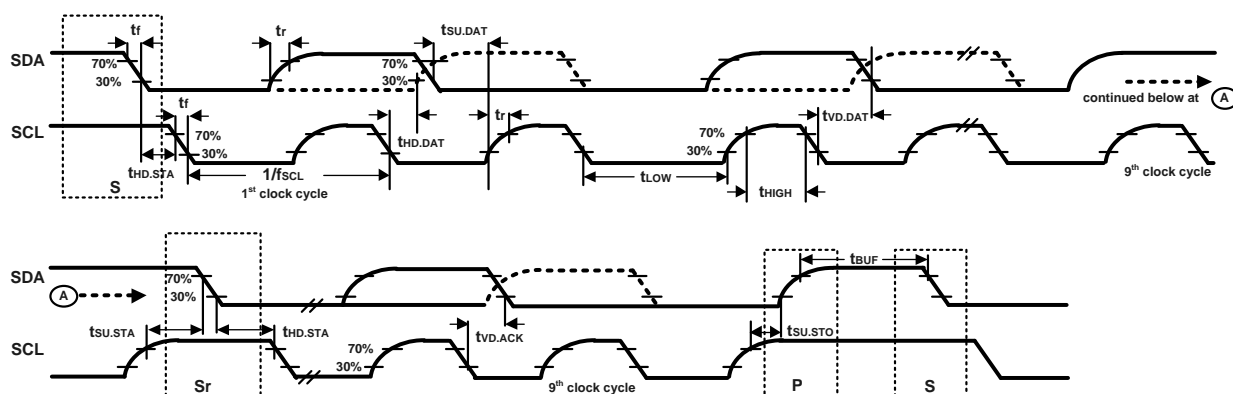 tf
tr
tSU.DAT
SDA
70%
30%
70%
30%
continued below at A
tf
tHD.DAT
tr
tVD.DAT
SCL
70%
30%
70%
30%
tHD.STA
S
1/fSCL
1st clock cycle
tLOW
tHIGH
9th clock cycle
SDA
70%
30%
A
tBUF
tSU.STA
tHD.STA
tVD.ACK
tSU.STO
SCL
70%
30%
Sr
9th clock cycle
P
S